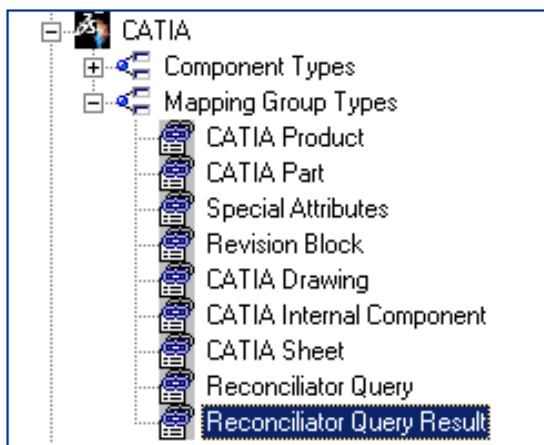 CATIA
Component Types
Mapping Group Types
CATIA Product
CATIA Part
Special Attributes
Revision Block
CATIA Drawing
CATIA Internal Component
CATIA Sheet
Reconciliator Query
Reconciliator Query Result